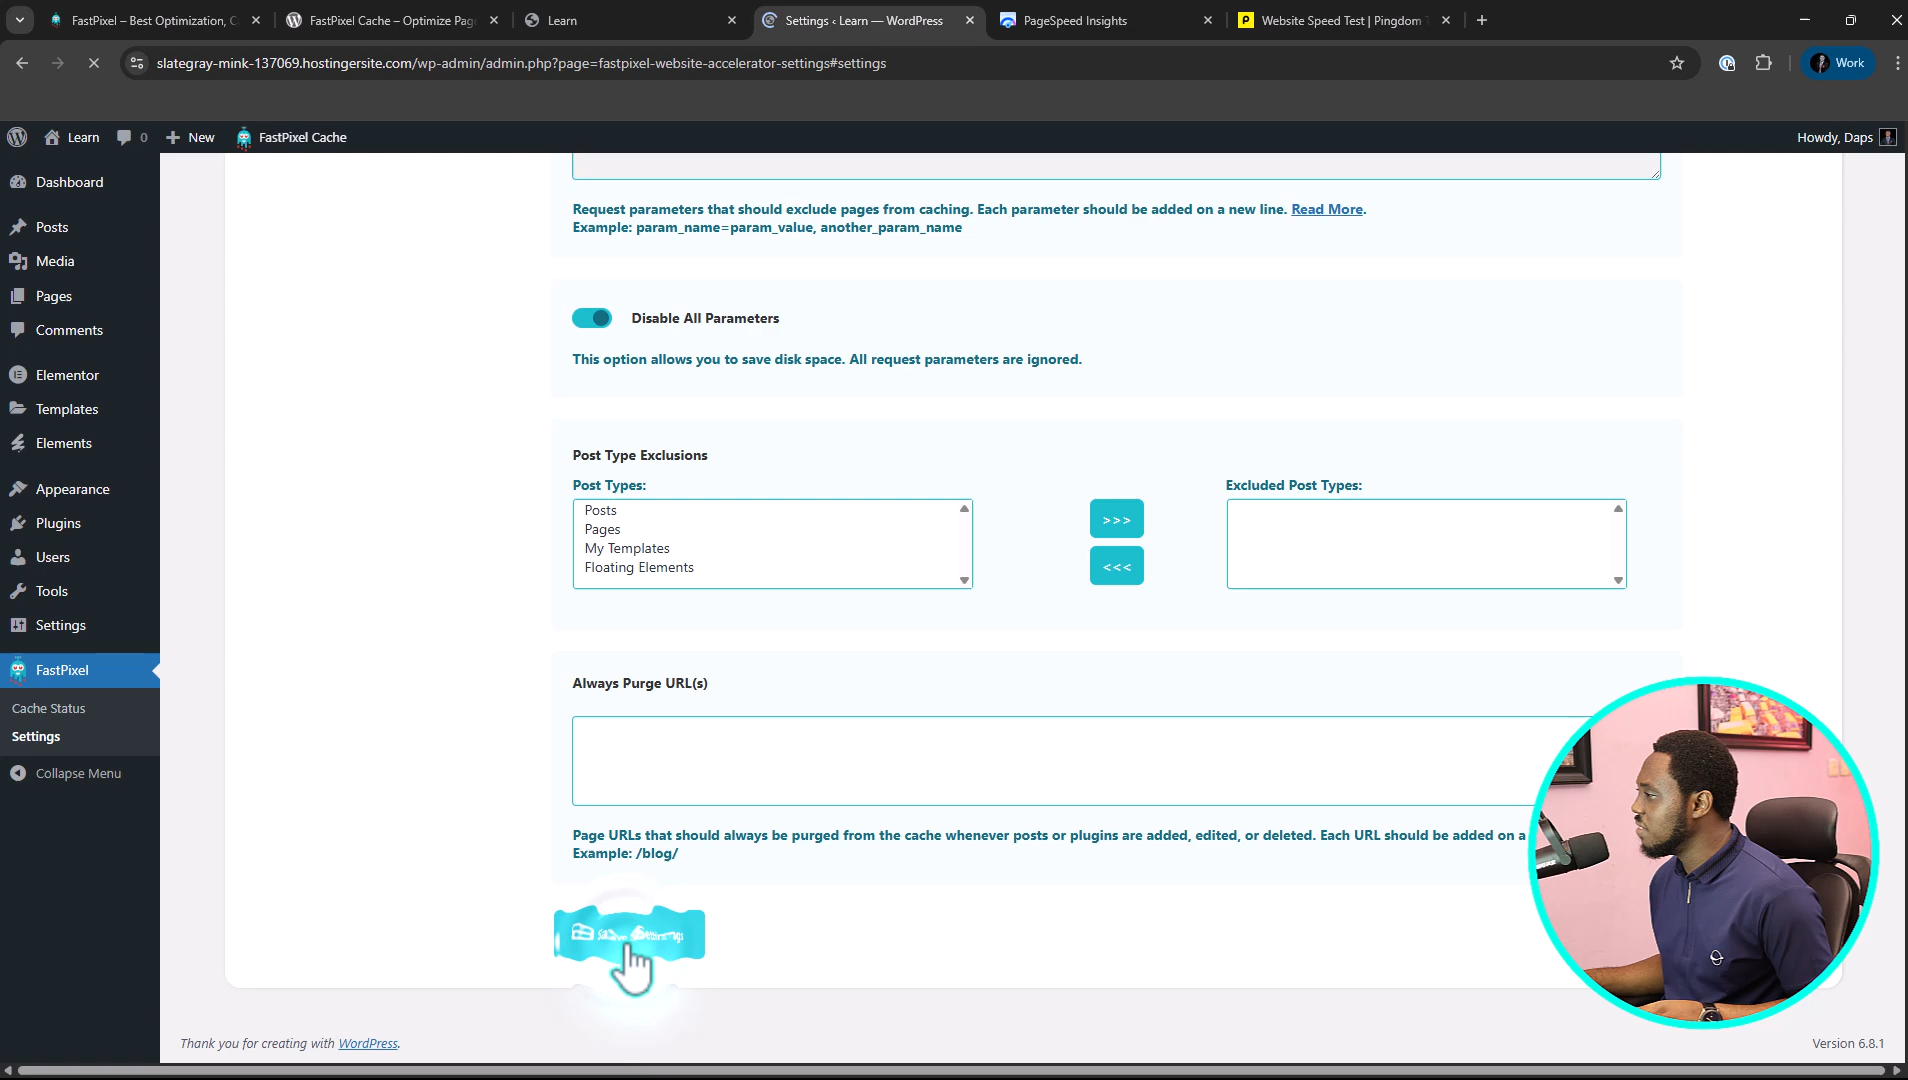 FastPixel – Best Optimization, C
FastPixel Cache – Optimize Page
Learn
Settings ‹ Learn — WordPress
PageSpeed Insights
Website Speed Test | Pingdom
slategray-mink-137069.hostingersite.com/wp-admin/admin.php?page=fastpixel-website-accelerator-settings#settings
Work
Learn
0
New
FastPixel Cache
Howdy, Daps
Dashboard
Posts
Media
Pages
Comments
Elementor
Templates
Elements
Appearance
Plugins
Users
Tools
Settings
FastPixel
Cache Status
Settings
Collapse Menu
Request parameters that should exclude pages from caching. Each parameter should be added on a new line. Read More.
Example: param_name=param_value, another_param_name
Disable All Parameters
This option allows you to save disk space. All request parameters are ignored.
Post Type Exclusions
Post Types:
Posts
Pages
My Templates
Floating Elements
>>>
<<<
Excluded Post Types:
Always Purge URL(s)
Page URLs that should always be purged from the cache whenever posts or plugins are added, edited, or deleted. Each URL should be added on a
Example: /blog/
Save Settings
Thank you for creating with WordPress.
Version 6.8.1